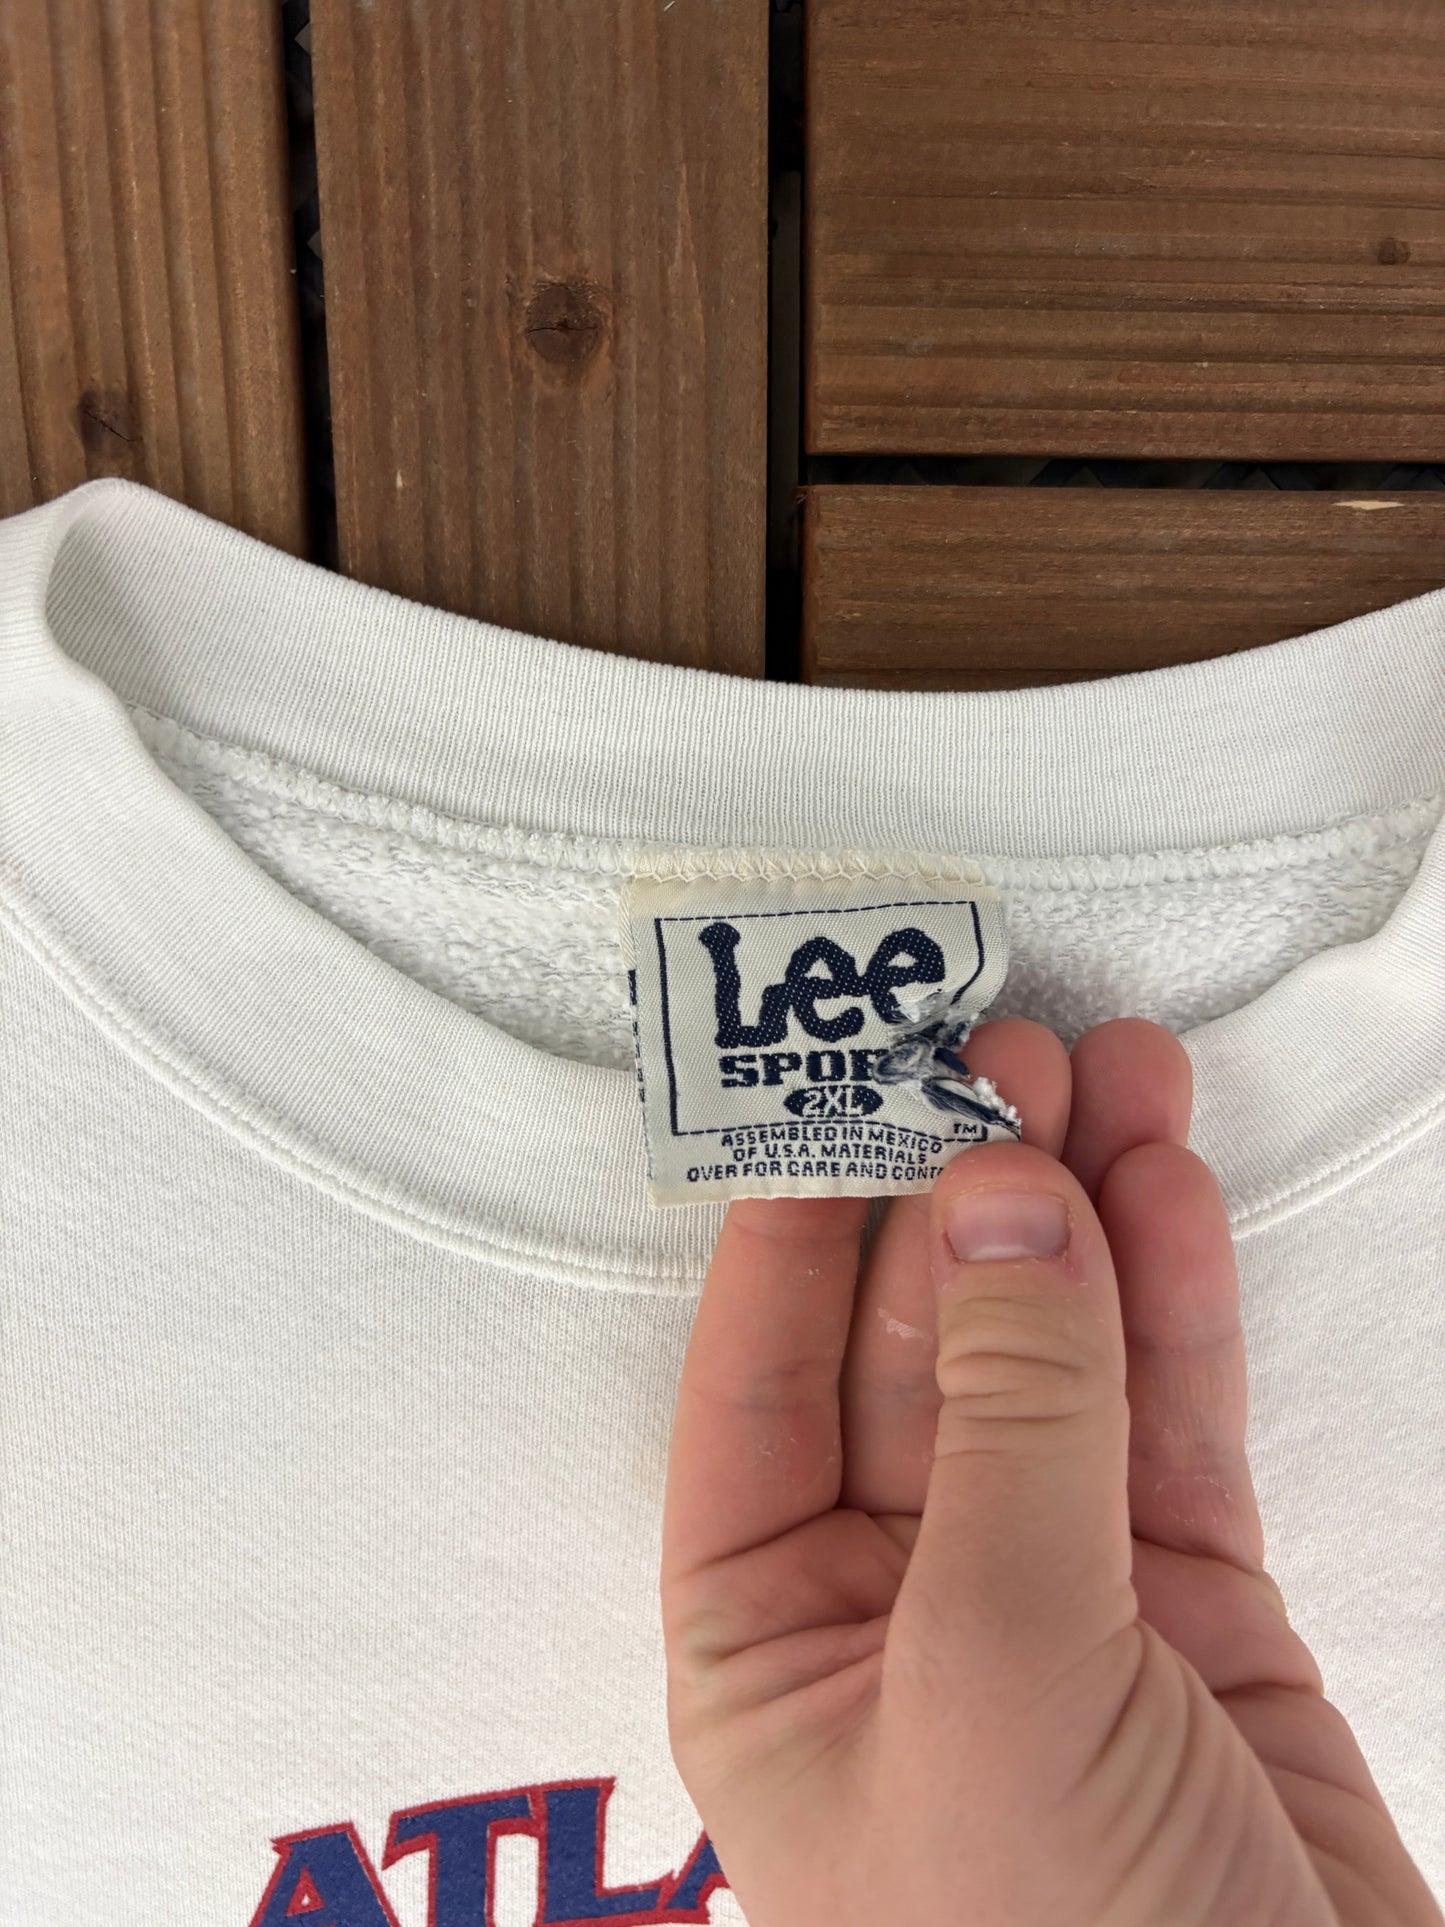 Lee
SPOR
2XL
TM
ASSEMBLED IN MEXICO
OF U.S.A. MATERIALS
OVER FOR CARE AND CONT
ATLA